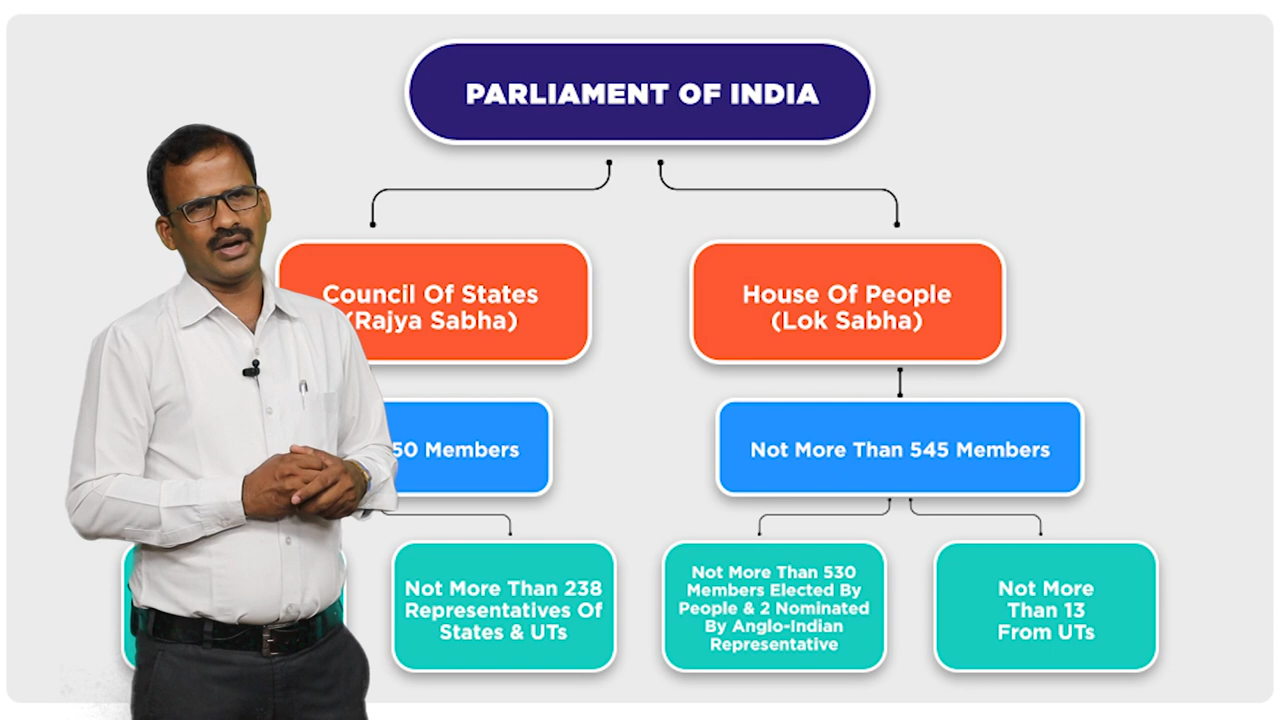 PARLIAMENT OF INDIA
Council Of States
(Rajya Sabha)
House Of People
(Lok Sabha)
50 Members
Not More Than 545 Members
Not More Than 238
Representatives Of
States & UTs
Not More Than 530
Members Elected By
People & 2 Nominated
By Anglo-Indian
Representative
Not More
Than 13
From UTs